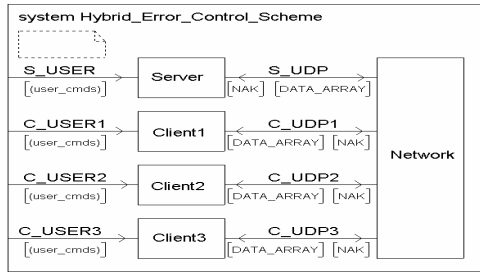 system Hybrid_Error_Control_Scheme
S_USER
[(user_cmds)]
Server
S_UDP
[NAK] [DATA_ARRAY]
C_USER1
[(user_cmds)]
Client1
C_UDP1
[DATA_ARRAY] [NAK]
Network
C_USER2
[(user_cmds)]
Client2
C_UDP2
[DATA_ARRAY] [NAK]
C_USER3
[(user_cmds)]
Client3
C_UDP3
[DATA_ARRAY] [NAK]